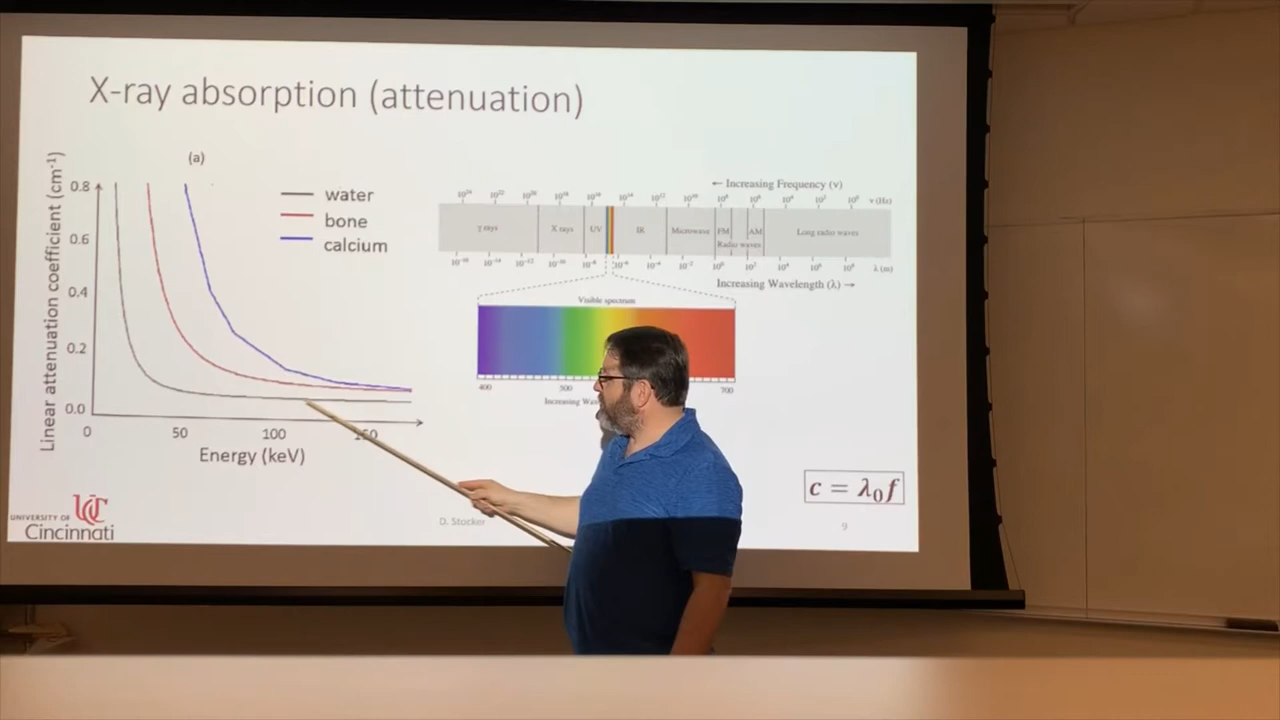 X-ray absorption (attenuation)
(a)
Linear attenuation coefficient (cm⁻¹)
0.8
0.6
0.4
0.2
0.0
0
50
100
150
Energy (keV)
water
bone
calcium
← Increasing Frequency (ν)
ν (Hz)
γ rays
X rays
UV
IR
Microwave
FM
AM
Radio waves
Long radio waves
λ (m)
Increasing Wavelength (λ) →
Visible spectrum
400
500
700
Increasing
c = λ₀f
UC
UNIVERSITY OF
Cincinnati
D. Stocker
9